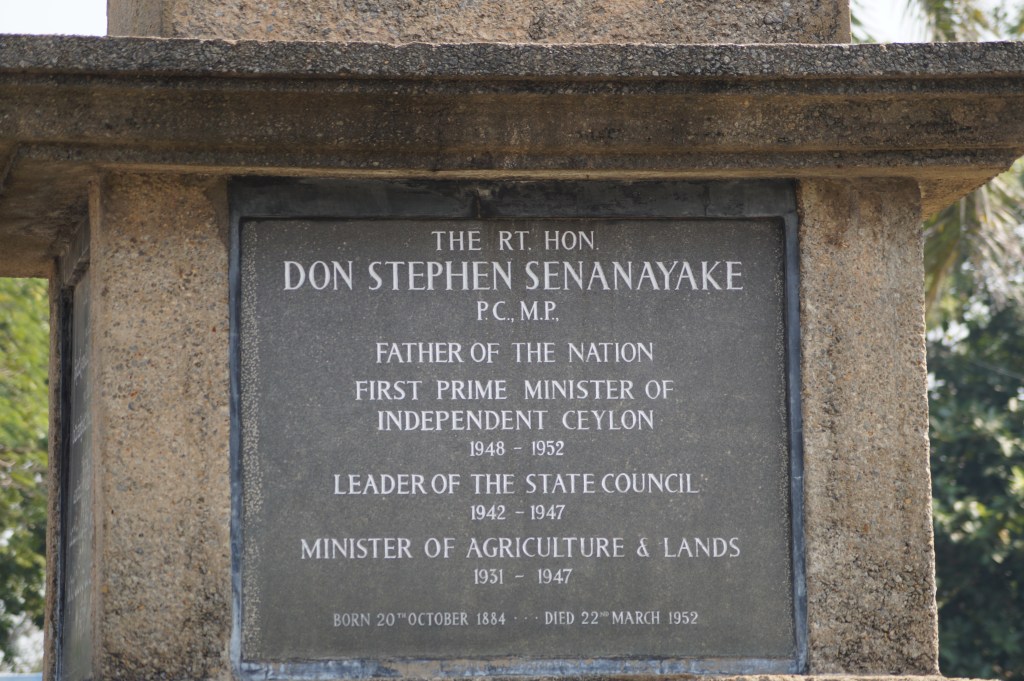 THE RT. HON.
DON STEPHEN SENANAYAKE
P.C., M.P.,
FATHER OF THE NATION
FIRST PRIME MINISTER OF
INDEPENDENT CEYLON
1948 - 1952
LEADER OF THE STATE COUNCIL
1942 - 1947
MINISTER OF AGRICULTURE & LANDS
1931 - 1947
BORN 20TH OCTOBER 1884 ··· DIED 22ND MARCH 1952